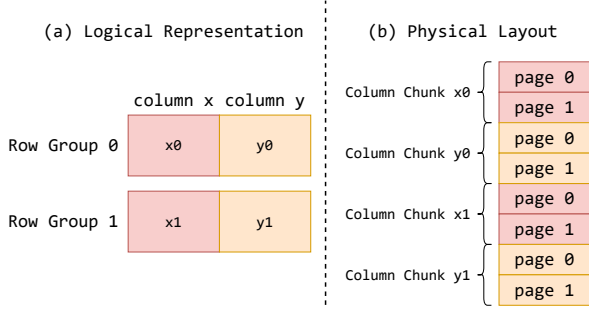 (a) Logical Representation
column x column y
Row Group 0
x0
y0
Row Group 1
x1
y1
(b) Physical Layout
Column Chunk x0
page 0
page 1
Column Chunk y0
page 0
page 1
Column Chunk x1
page 0
page 1
Column Chunk y1
page 0
page 1